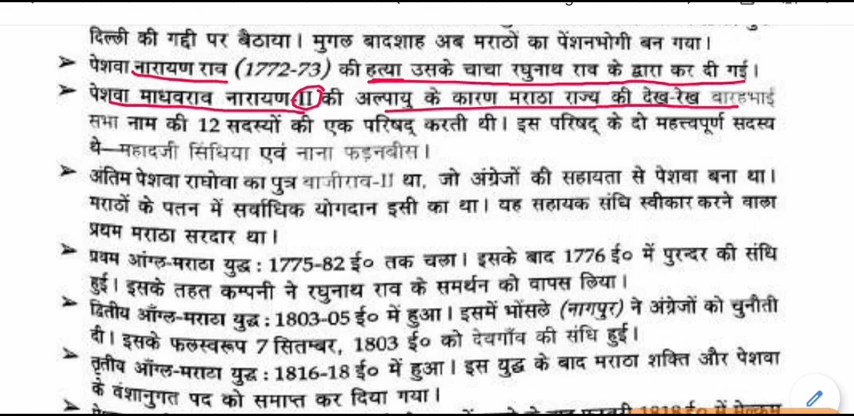 दिल्ली की गद्दी पर बैठाया। मुगल बादशाह अब मराठों का पेंशनभोगी बन गया।
➤ पेशवा नारायण राव (1772-73) की हत्या उसके चाचा रघुनाथ राव के द्वारा कर दी गई।
➤ पेशवा माधवराव नारायण-II की अल्पायु के कारण मराठा राज्य की देख-रेख बारहभाई
सभा नाम की 12 सदस्यों की एक परिषद् करती थी। इस परिषद् के दो महत्त्वपूर्ण सदस्य
थे—महादजी सिंधिया एवं नाना फड़नबीस।
➤ अंतिम पेशवा राघोवा का पुत्र बाजीराव-II था, जो अंग्रेजों की सहायता से पेशवा बना था।
मराठों के पतन में सर्वाधिक योगदान इसी का था। यह सहायक संधि स्वीकार करने वाला
प्रथम मराठा सरदार था।
➤ प्रथम आंग्ल-मराठा युद्ध : 1775-82 ई० तक चला। इसके बाद 1776 ई० में पुरन्दर की संधि
हुई। इसके तहत कम्पनी ने रघुनाथ राव के समर्थन को वापस लिया।
➤ द्वितीय आँग्ल-मराठा युद्ध : 1803-05 ई० में हुआ। इसमें भोंसले (नागपुर) ने अंग्रेजों को चुनौती
दी। इसके फलस्वरूप 7 सितम्बर, 1803 ई० को देवगाँव की संधि हुई।
➤ तृतीय आँग्ल-मराठा युद्ध : 1816-18 ई० में हुआ। इस युद्ध के बाद मराठा शक्ति और पेशवा
के वंशानुगत पद को समाप्त कर दिया गया।